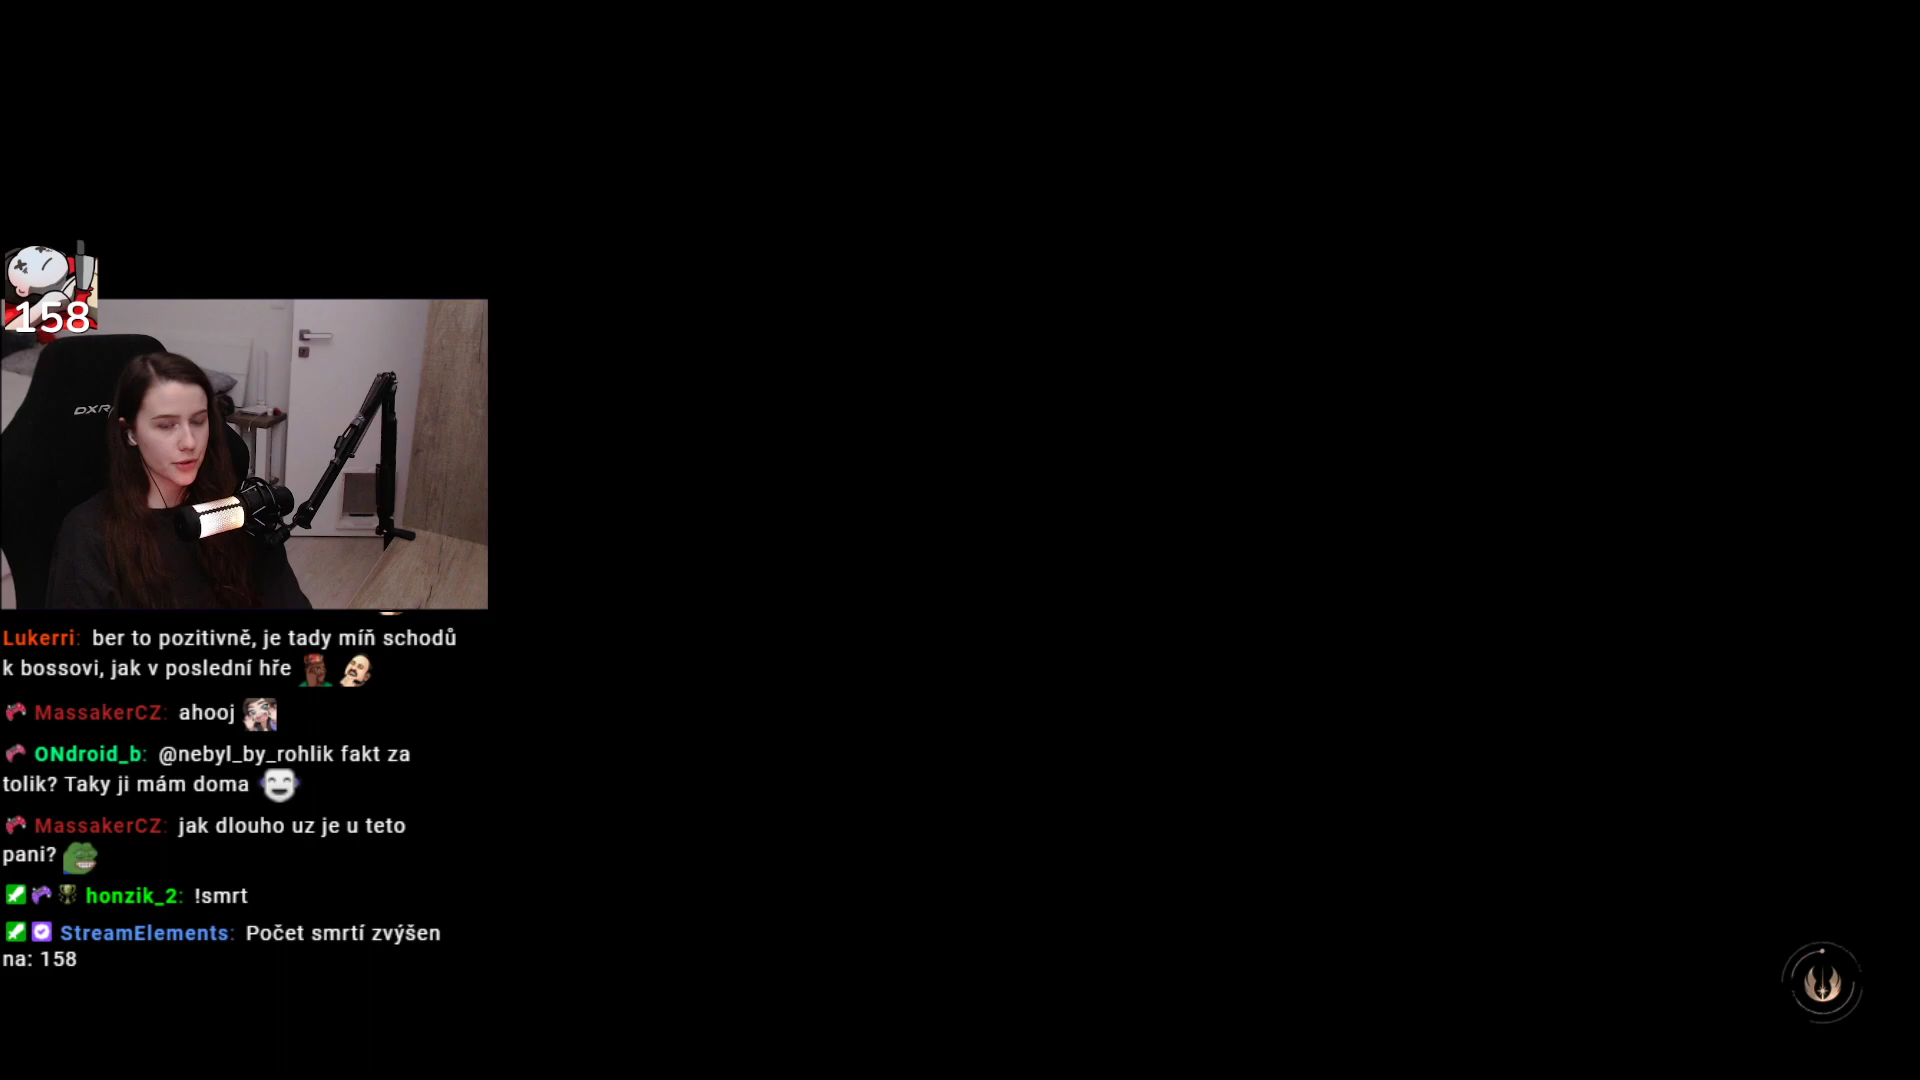 158
DXR
Lukerri: ber to pozitivně, je tady míň schodů
k bossovi, jak v poslední hře
MassakerCZ: ahooj
ONdroid_b: @nebyl_by_rohlik fakt za
tolik? Taky ji mám doma
MassakerCZ: jak dlouho uz je u teto
pani?
honzik_2: !smrt
StreamElements: Počet smrtí zvýšen
na: 158